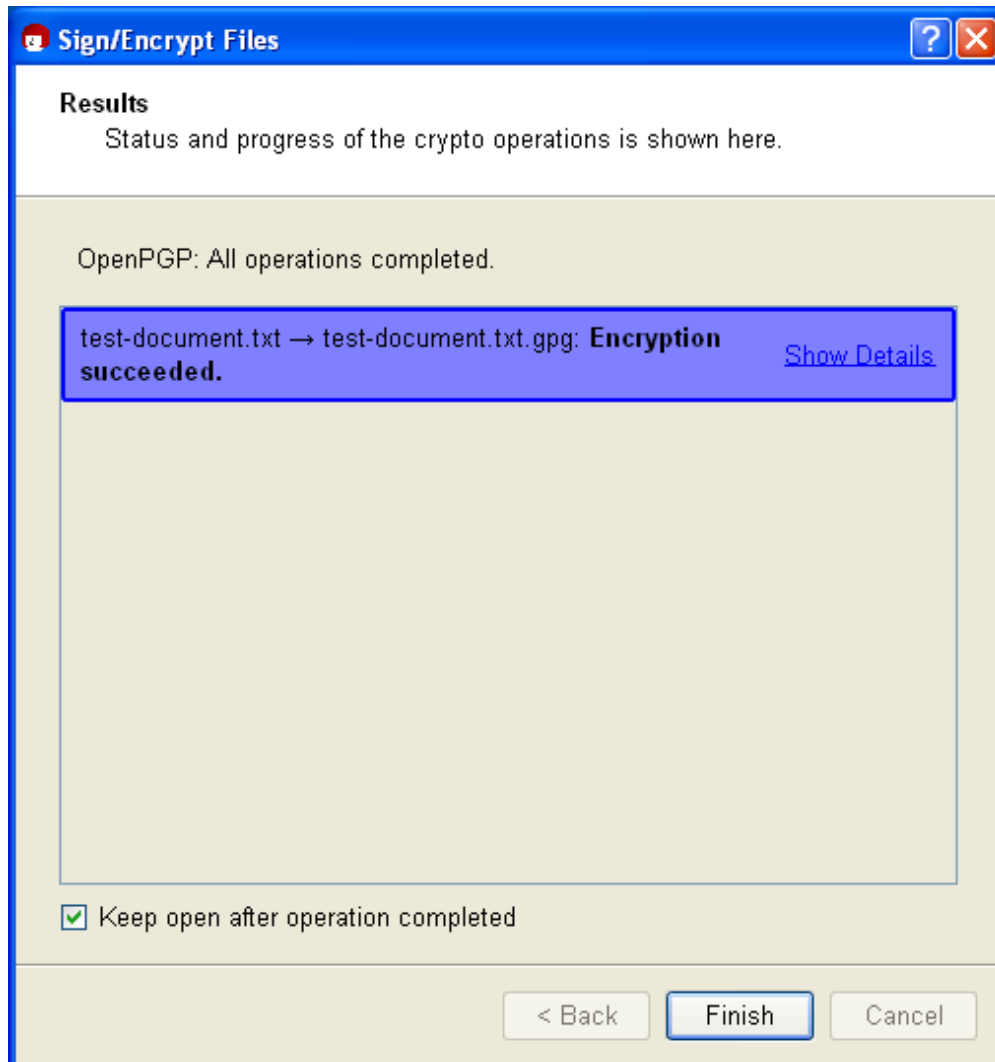 Sign/Encrypt Files
Results
Status and progress of the crypto operations is shown here.
OpenPGP: All operations completed.
test-document.txt → test-document.txt.gpg: Encryption
succeeded.
Show Details
Keep open after operation completed
< Back
Finish
Cancel